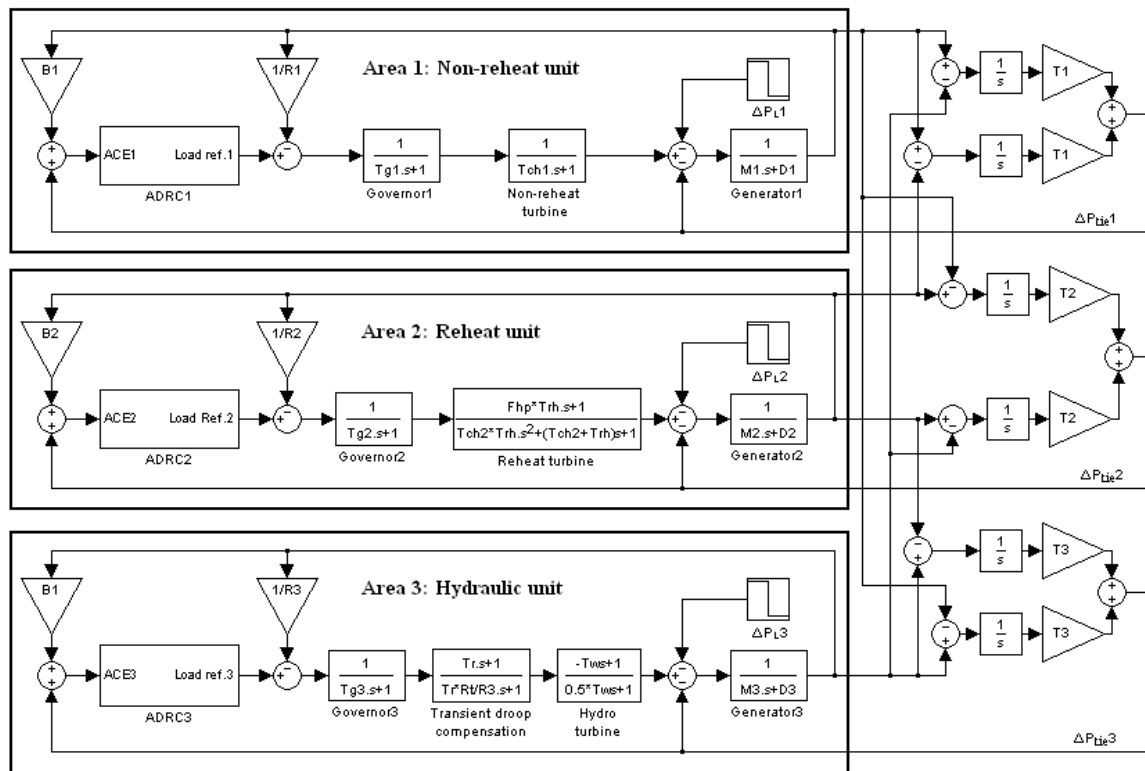 Area 1: Non-reheat unit
B1
1/R1
ΔPL1
+
+
ACE1
Load ref.1
ADRC1
+
-
1
Tg1.s+1
Governor1
1
Tch1.s+1
Non-reheat
turbine
-
+
-
1
M1.s+D1
Generator1
+
-
1
s
T1
+
-
1
s
T1
+
+
ΔPtie1
Area 2: Reheat unit
B2
1/R2
ΔPL2
+
+
ACE2
Load Ref.2
ADRC2
+
-
1
Tg2.s+1
Governor2
Fhp*Trh.s+1
Tch2*Trh.s²+(Tch2+Trh)s+1
Reheat turbine
-
+
-
1
M2.s+D2
Generator2
-
+
1
s
T2
+
-
1
s
T2
+
+
ΔPtie2
Area 3: Hydraulic unit
B1
1/R3
ΔPL3
+
+
ACE3
Load ref.3
ADRC3
+
-
1
Tg3.s+1
Governor3
Tr.s+1
Tr*Rt/R3.s+1
Transient droop
compensation
-Tws+1
0.5*Tws+1
Hydro
turbine
-
+
-
1
M3.s+D3
Generator3
-
+
1
s
T3
-
+
1
s
T3
+
+
ΔPtie3